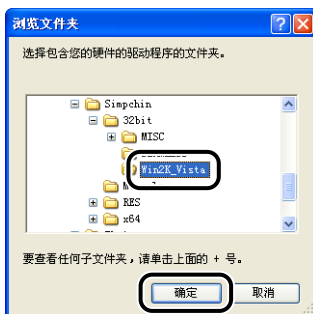 浏览文件夹
选择包含您的硬件的驱动程序的文件夹。
Simpchin
32bit
MISC
Win2K_Vista
RES
x64
要查看任何子文件夹，请单击上面的 + 号。
确定
取消